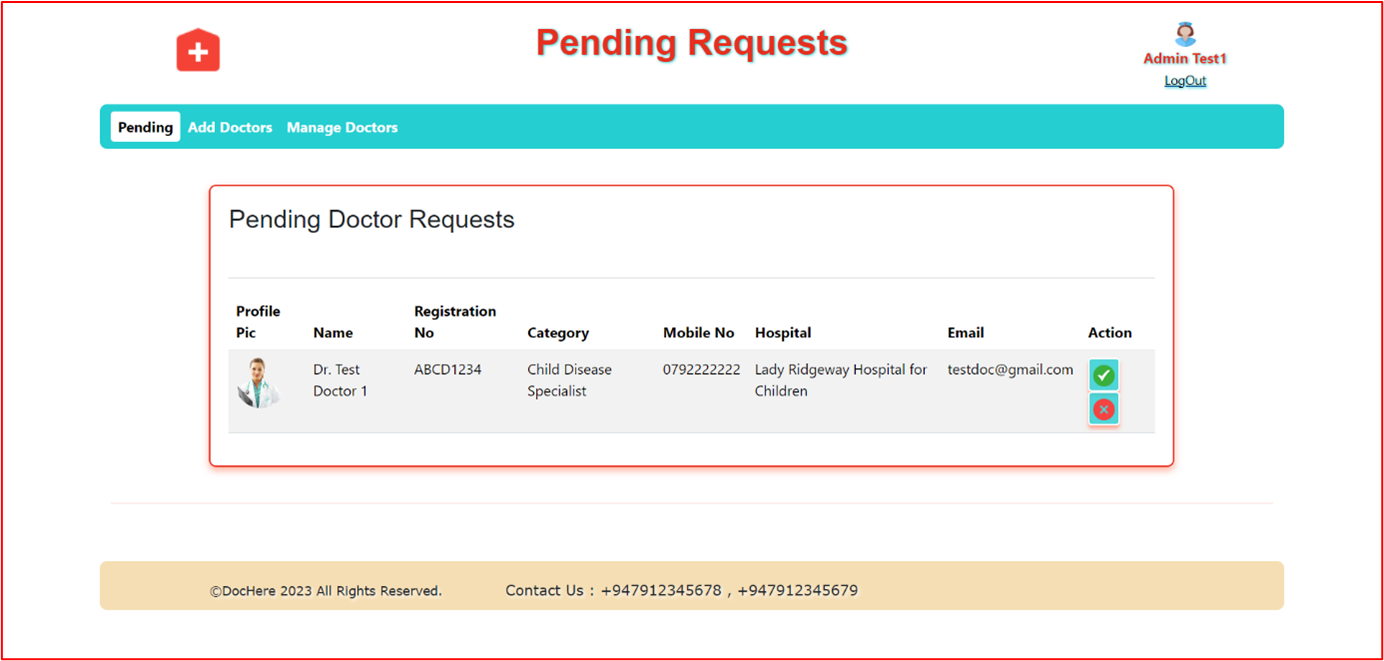 Pending Requests
Admin Test1
LogOut
Pending Add Doctors Manage Doctors
Pending Doctor Requests
Profile Registration
Pic Name No Category Mobile No Hospital Email Action
Dr. Test ABCD1234 Child Disease 0792222222 Lady Ridgeway Hospital for testdoc@gmail.com
Doctor 1 Specialist Children
©DocHere 2023 All Rights Reserved. Contact Us : +947912345678 , +947912345679